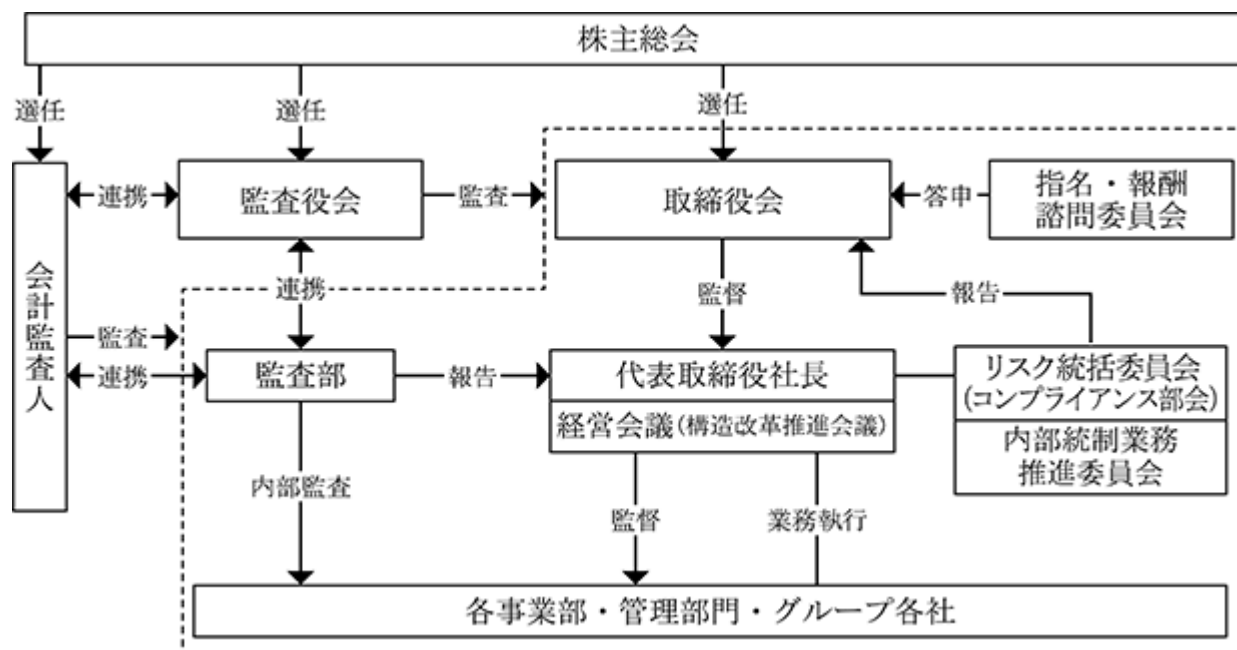 株主総会
選任
選任
選任
会計監査人
連携
監査役会
監査
取締役会
答申
指名・報酬
諮問委員会
連携
監督
報告
監査
連携
監査部
報告
代表取締役社長
経営会議(構造改革推進会議)
リスク統括委員会
(コンプライアンス部会)
内部統制業務
推進委員会
内部監査
監督
業務執行
各事業部・管理部門・グループ各社